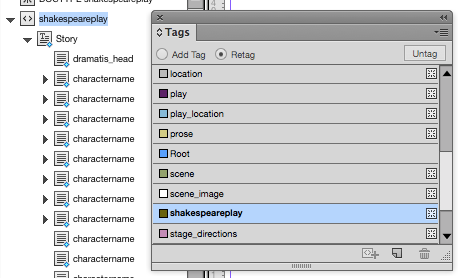 DOCTYPE shakespeareplay
shakespeareplay
Story
dramatis_head
charactername
charactername
charactername
charactername
charactername
charactername
charactername
charactername
charactername
charactername
charactername
Tags
Add Tag
Retag
Untag
location
play
play_location
prose
Root
scene
scene_image
shakespeareplay
stage_directions